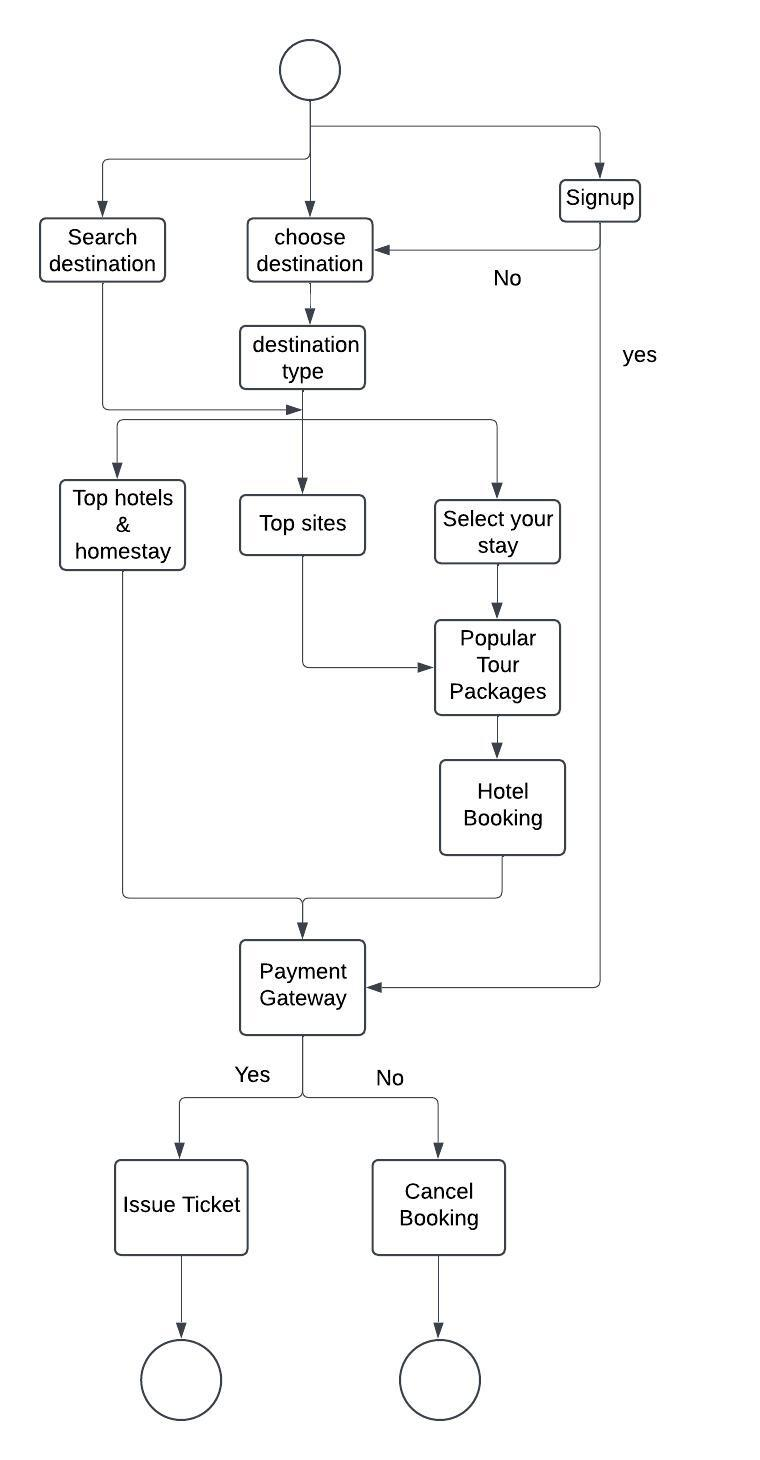 Signup
Search
destination
choose
destination
No
yes
destination
type
Top hotels
&
homestay
Top sites
Select your
stay
Popular
Tour
Packages
Hotel
Booking
Payment
Gateway
Yes
No
Issue Ticket
Cancel
Booking